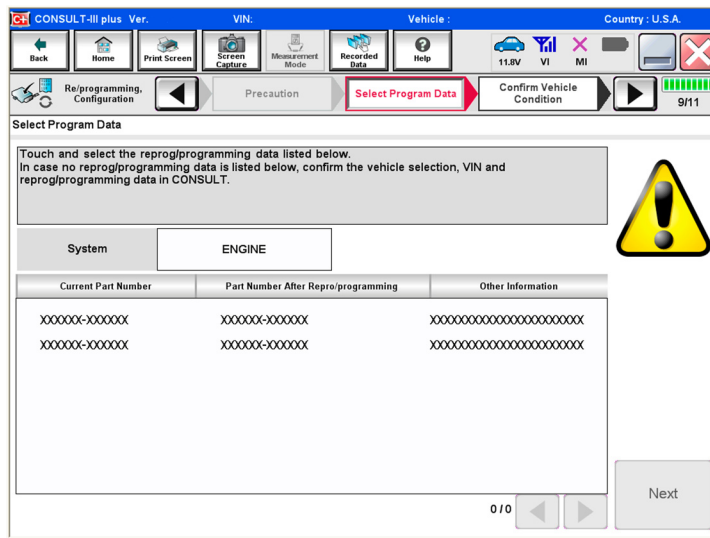 CONSULT-III plus Ver. VIN: Vehicle : Country : U.S.A.
Back Home Print Screen Screen Capture Measurement Mode Recorded Data Help 11.8V VI MI
Re/programming, Configuration Precaution Select Program Data Confirm Vehicle Condition 9/11
Select Program Data
Touch and select the reprog/programming data listed below.
In case no reprog/programming data is listed below, confirm the vehicle selection, VIN and
reprog/programming data in CONSULT.
System ENGINE
Current Part Number Part Number After Repro/programming Other Information
XXXXXX-XXXXXX XXXXXX-XXXXXX XXXXXXXXXXXXXXXXXXXXXXX
XXXXXX-XXXXXX XXXXXX-XXXXXX XXXXXXXXXXXXXXXXXXXXXXX
Next
0/0